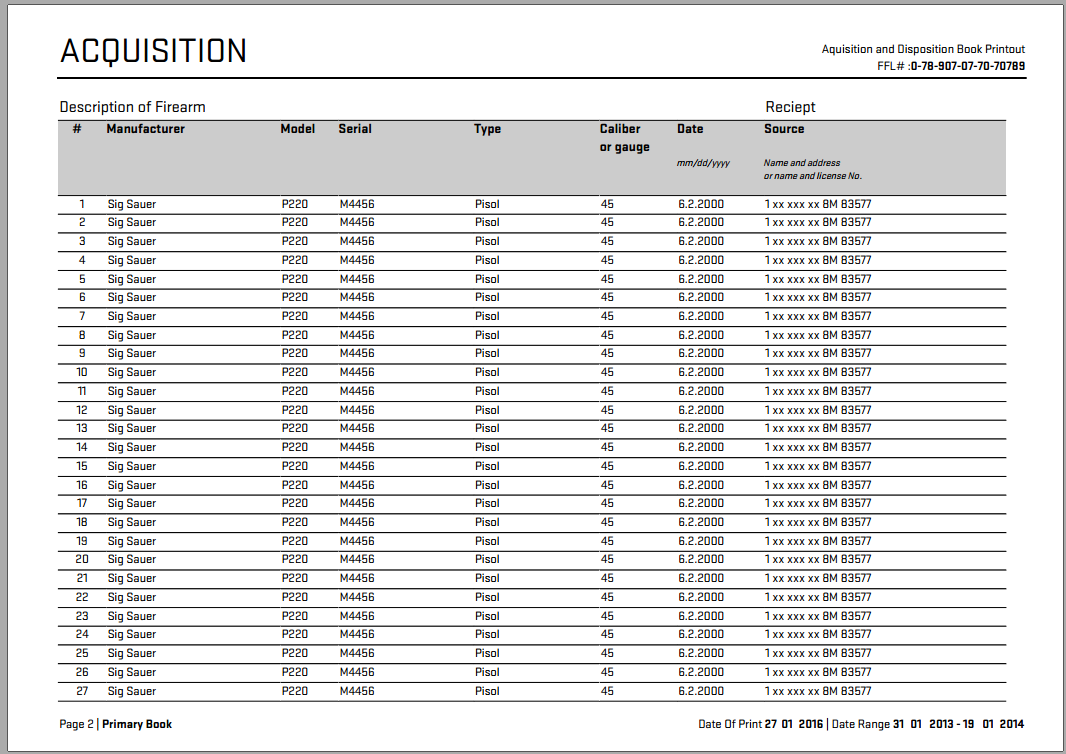 ACQUISITION
Aquisition and Disposition Book Printout
FFL# :0-78-907-07-70-70789
Description of Firearm Reciept
# Manufacturer Model Serial Type Caliber or gauge Date Source
mm/dd/yyyy Name and address
or name and license No.
1 Sig Sauer P220 M4456 Pisol 45 6.2.2000 1 xx xxx xx 8M 83577
2 Sig Sauer P220 M4456 Pisol 45 6.2.2000 1 xx xxx xx 8M 83577
3 Sig Sauer P220 M4456 Pisol 45 6.2.2000 1 xx xxx xx 8M 83577
4 Sig Sauer P220 M4456 Pisol 45 6.2.2000 1 xx xxx xx 8M 83577
5 Sig Sauer P220 M4456 Pisol 45 6.2.2000 1 xx xxx xx 8M 83577
6 Sig Sauer P220 M4456 Pisol 45 6.2.2000 1 xx xxx xx 8M 83577
7 Sig Sauer P220 M4456 Pisol 45 6.2.2000 1 xx xxx xx 8M 83577
8 Sig Sauer P220 M4456 Pisol 45 6.2.2000 1 xx xxx xx 8M 83577
9 Sig Sauer P220 M4456 Pisol 45 6.2.2000 1 xx xxx xx 8M 83577
10 Sig Sauer P220 M4456 Pisol 45 6.2.2000 1 xx xxx xx 8M 83577
11 Sig Sauer P220 M4456 Pisol 45 6.2.2000 1 xx xxx xx 8M 83577
12 Sig Sauer P220 M4456 Pisol 45 6.2.2000 1 xx xxx xx 8M 83577
13 Sig Sauer P220 M4456 Pisol 45 6.2.2000 1 xx xxx xx 8M 83577
14 Sig Sauer P220 M4456 Pisol 45 6.2.2000 1 xx xxx xx 8M 83577
15 Sig Sauer P220 M4456 Pisol 45 6.2.2000 1 xx xxx xx 8M 83577
16 Sig Sauer P220 M4456 Pisol 45 6.2.2000 1 xx xxx xx 8M 83577
17 Sig Sauer P220 M4456 Pisol 45 6.2.2000 1 xx xxx xx 8M 83577
18 Sig Sauer P220 M4456 Pisol 45 6.2.2000 1 xx xxx xx 8M 83577
19 Sig Sauer P220 M4456 Pisol 45 6.2.2000 1 xx xxx xx 8M 83577
20 Sig Sauer P220 M4456 Pisol 45 6.2.2000 1 xx xxx xx 8M 83577
21 Sig Sauer P220 M4456 Pisol 45 6.2.2000 1 xx xxx xx 8M 83577
22 Sig Sauer P220 M4456 Pisol 45 6.2.2000 1 xx xxx xx 8M 83577
23 Sig Sauer P220 M4456 Pisol 45 6.2.2000 1 xx xxx xx 8M 83577
24 Sig Sauer P220 M4456 Pisol 45 6.2.2000 1 xx xxx xx 8M 83577
25 Sig Sauer P220 M4456 Pisol 45 6.2.2000 1 xx xxx xx 8M 83577
26 Sig Sauer P220 M4456 Pisol 45 6.2.2000 1 xx xxx xx 8M 83577
27 Sig Sauer P220 M4456 Pisol 45 6.2.2000 1 xx xxx xx 8M 83577
Page 2 | Primary Book Date Of Print 27 01 2016 | Date Range 31 01 2013 - 19 01 2014